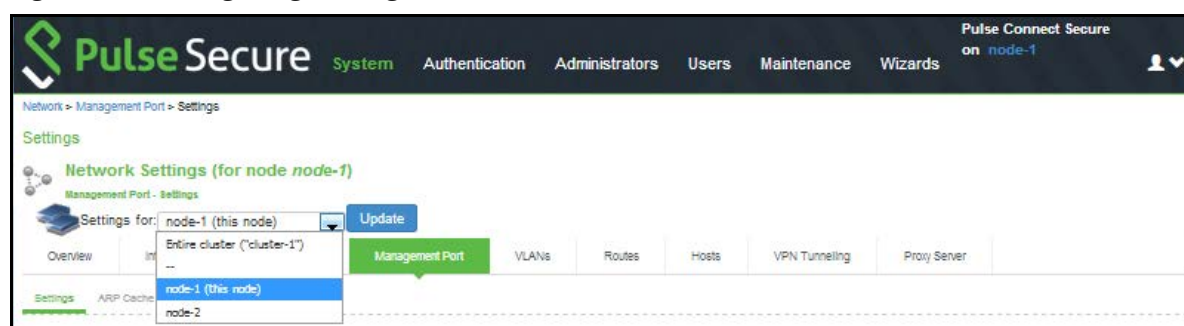 Pulse Secure
System Authentication Administrators Users Maintenance Wizards
Pulse Connect Secure
on node-1
Network > Management Port > Settings
Settings
Network Settings (for node node-1)
Management Port - Settings
Settings for: node-1 (this node) Update
Entire cluster ("cluster-1")
--
node-1 (this node)
node-2
Overview Management Port VLANs Routes Hosts VPN Tunneling Proxy Server
Settings ARP Cache